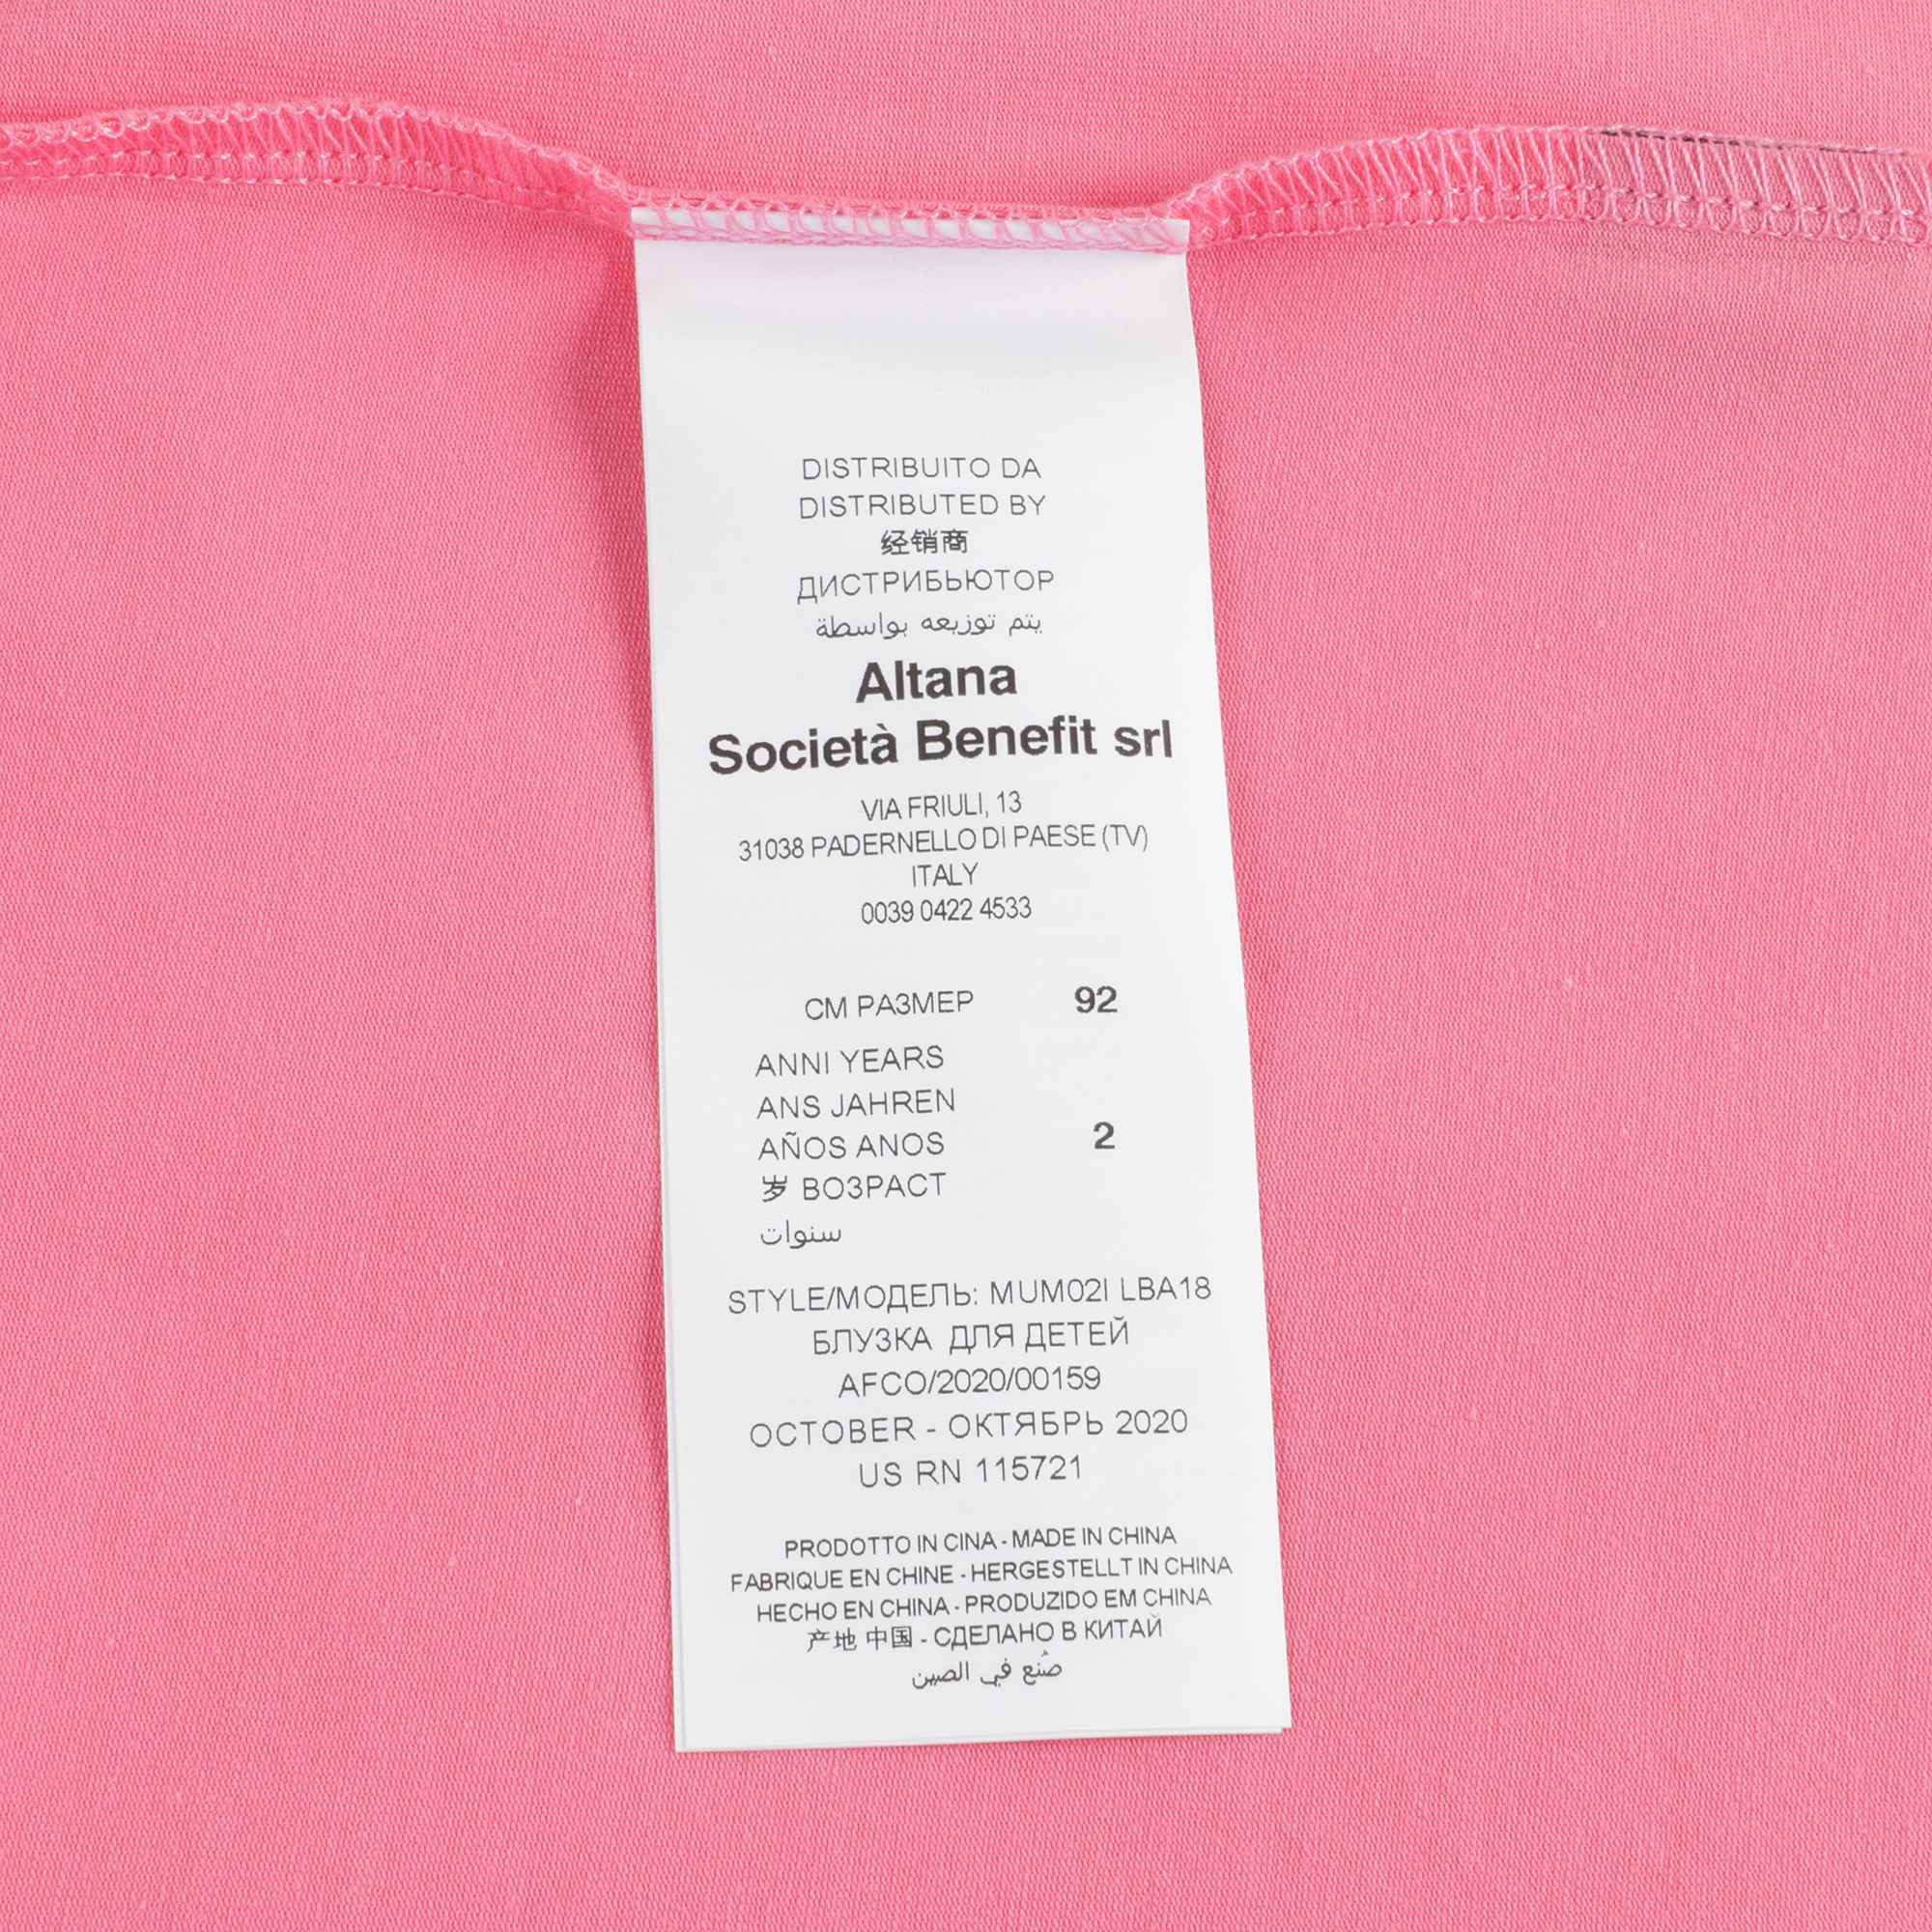 DISTRIBUITO DA
DISTRIBUTED BY
经销商
ДИСТРИБЬЮТОР
يتم توزيعه بواسطة
Altana
Società Benefit srl
VIA FRIULI, 13
31038 PADERNELLO DI PAESE (TV)
ITALY
0039 0422 4533
CM РАЗМЕР 92
ANNI YEARS
ANS JAHREN
AÑOS ANOS 2
岁 ВОЗРАСТ
سنوات
STYLE/МОДЕЛЬ: MUM02I LBA18
БЛУЗКА ДЛЯ ДЕТЕЙ
AFCO/2020/00159
OCTOBER - ОКТЯБРЬ 2020
US RN 115721
PRODOTTO IN CINA - MADE IN CHINA
FABRIQUE EN CHINE - HERGESTELLT IN CHINA
HECHO EN CHINA - PRODUZIDO EM CHINA
产地 中国 - СДЕЛАНО В КИТАЙ
صُنع في الصين